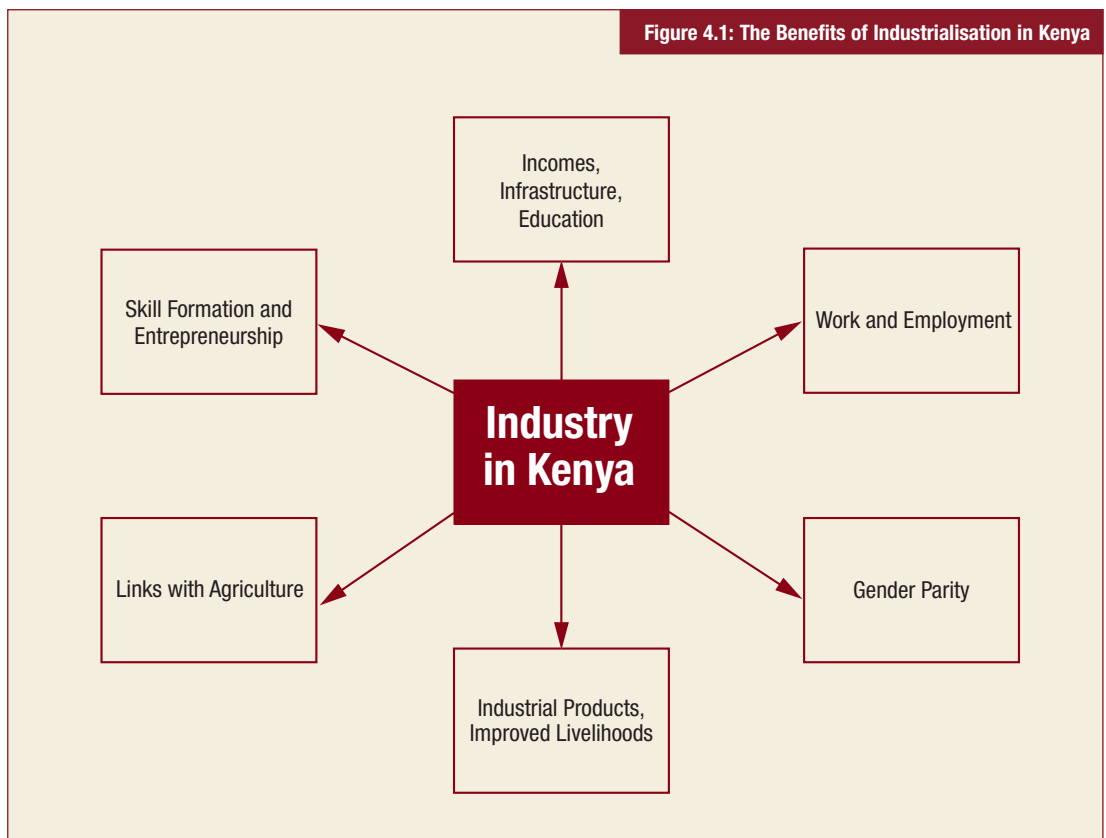 Figure 4.1: The Benefits of Industrialisation in Kenya
Incomes,
Infrastructure,
Education
Skill Formation and
Entrepreneurship
Work and Employment
Industry
in Kenya
Links with Agriculture
Gender Parity
Industrial Products,
Improved Livelihoods